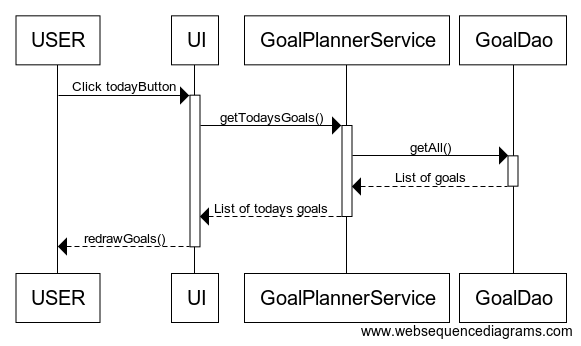 USER UI GoalPlannerService GoalDao
Click todayButton
getTodaysGoals()
getAll()
List of goals
List of todays goals
redrawGoals()
USER UI GoalPlannerService GoalDao
www.websequencediagrams.com